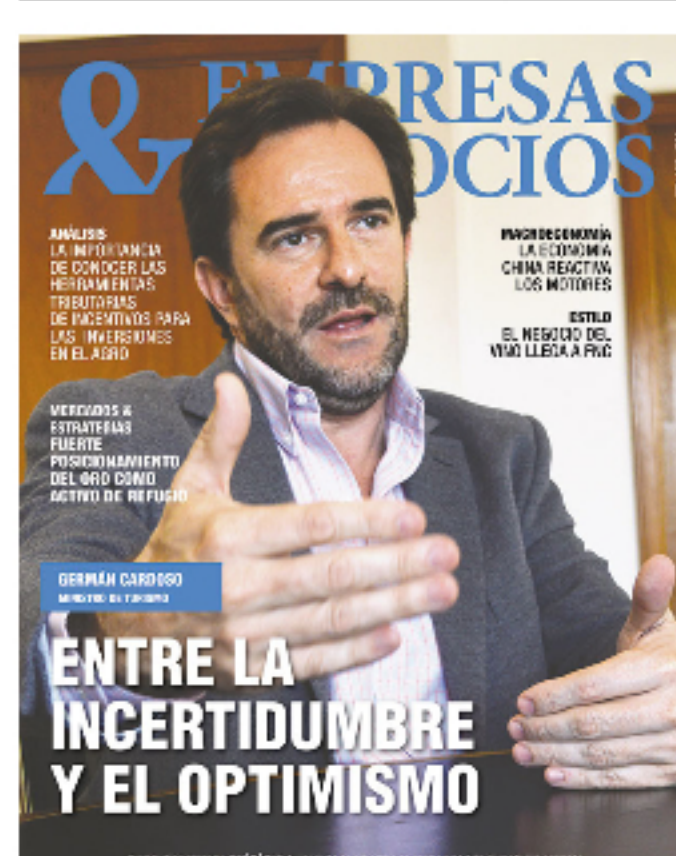 & EMPRESAS
NEGOCIOS
ANÁLISIS
LA IMPORTANCIA
DE CONOCER LAS
HERRAMIENTAS
TRIBUTARIAS
DE INCENTIVOS PARA
LAS INVERSIONES
EN EL AGRO
MACROECONOMÍA
LA ECONOMÍA
CHINA REACTIVA
LOS MOTORES
ESTILO
EL NEGOCIO DEL
VINO LLEGA A FNC
MERCADOS &
ESTRATEGIAS
FUERTE
POSICIONAMIENTO
DEL ORO COMO
ACTIVO DE REFUGIO
GERMÁN CARDOSO
MINISTRO DE TURISMO
ENTRE LA
INCERTIDUMBRE
Y EL OPTIMISMO